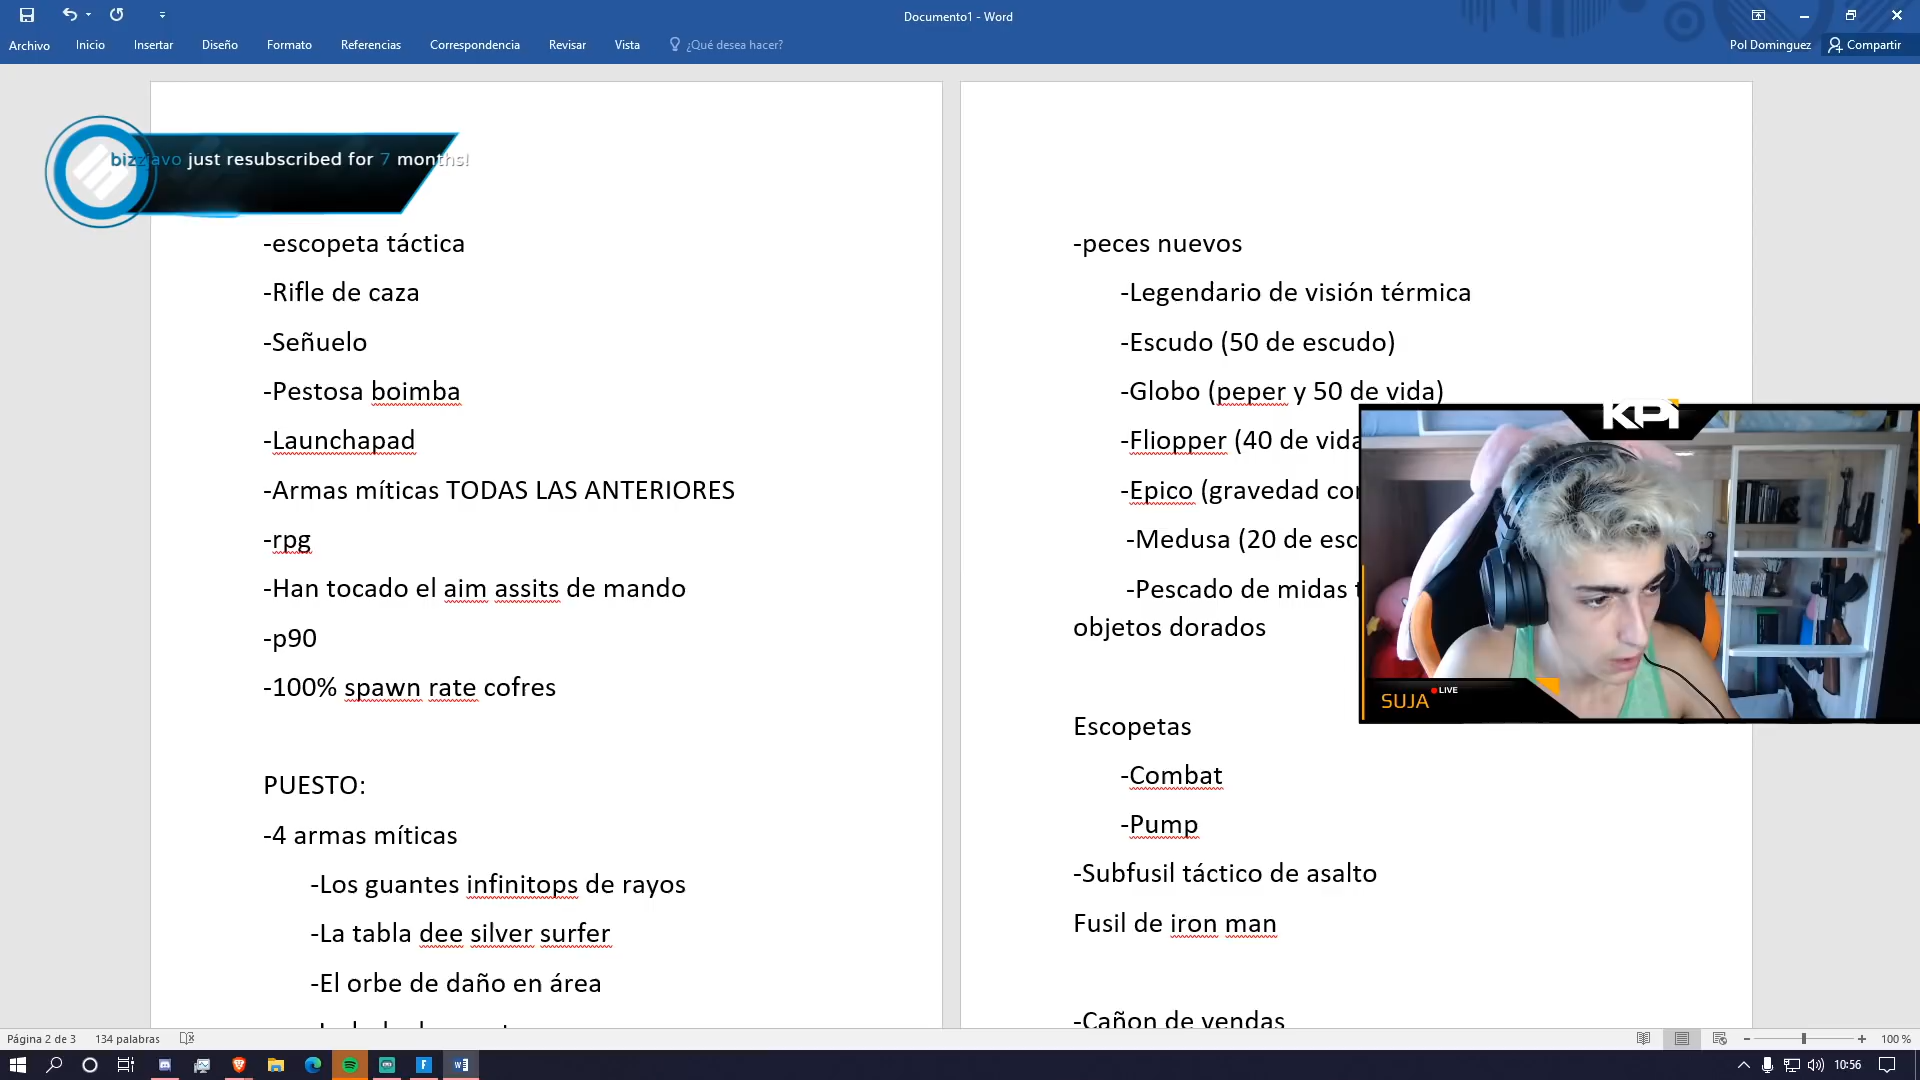 Documento1 - Word
Archivo Inicio Insertar Diseño Formato Referencias Correspondencia Revisar Vista ¿Qué desea hacer? Pol Dominguez Compartir
bizzjavo just resubscribed for 7 months!
-escopeta táctica
-Rifle de caza
-Señuelo
-Pestosa boimba
-Launchapad
-Armas míticas TODAS LAS ANTERIORES
-rpg
-Han tocado el aim assits de mando
-p90
-100% spawn rate cofres
PUESTO:
-4 armas míticas
-Los guantes infinitops de rayos
-La tabla dee silver surfer
-El orbe de daño en área
-peces nuevos
-Legendario de visión térmica
-Escudo (50 de escudo)
-Globo (peper y 50 de vida)
-Fliopper (40 de vida
-Epico (gravedad
-Medusa (20 de
-Pescado de midas
objetos dorados
Escopetas
-Combat
-Pump
-Subfusil táctico de asalto
Fusil de iron man
-Cañon de vendas
KPi
SUJA LIVE
Página 2 de 3 134 palabras 100 %
10:56